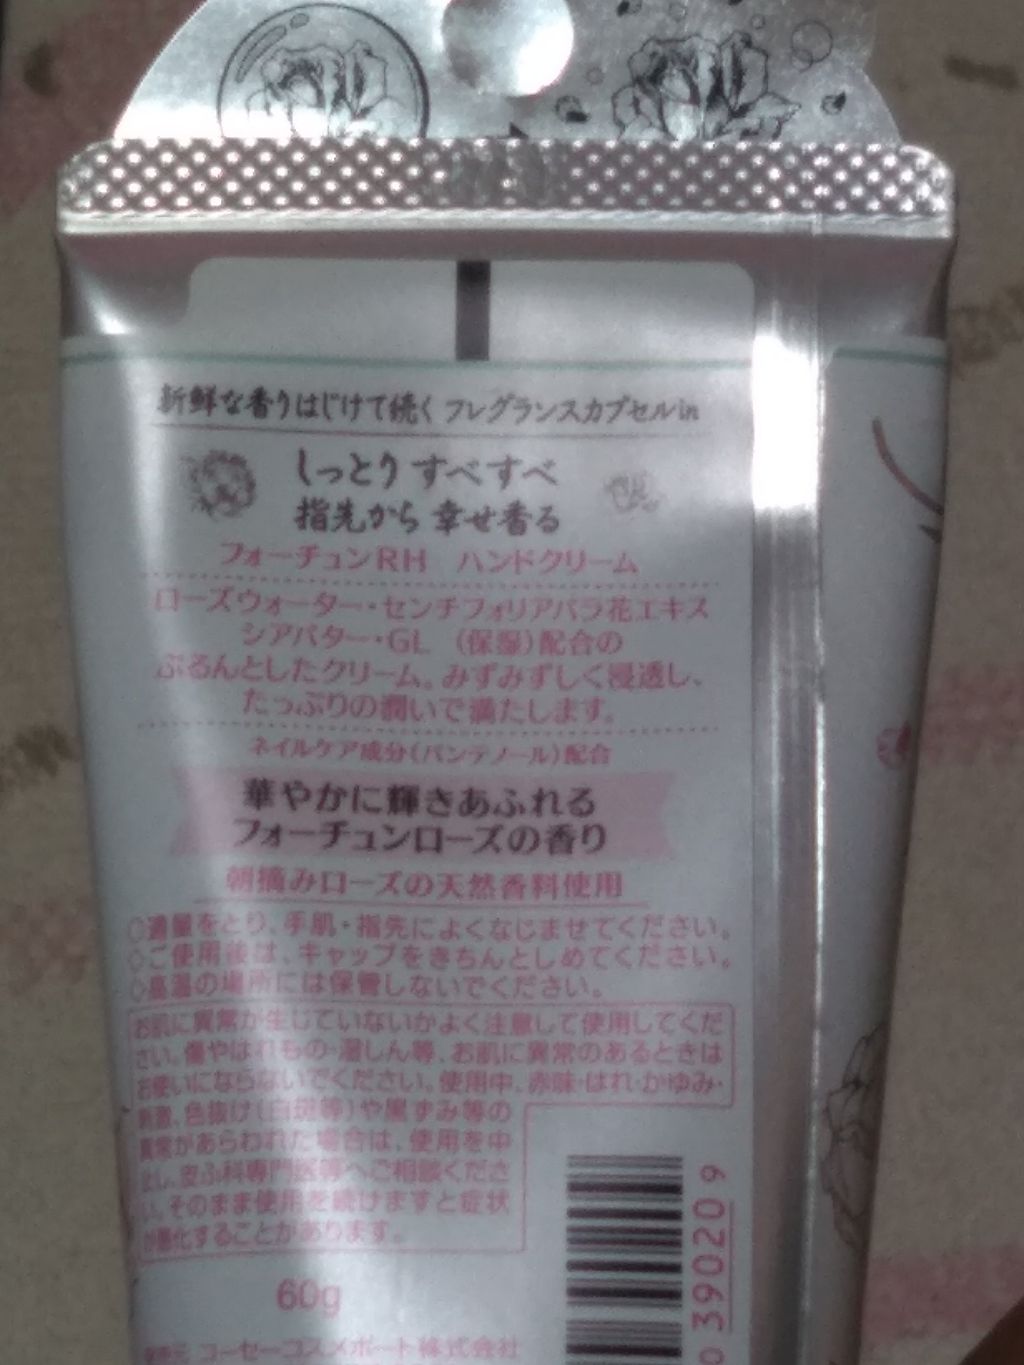 新鮮な香りはじけて続く フレグランスカプセルin
しっとり すべすべ
指先から 幸せ香る
フォーチュンRH ハンドクリーム
ローズウォーター・センチフォリアバラ花エキス
シアバター・GL (保湿)配合の
ぷるんとしたクリーム。みずみずしく浸透し、
たっぷりの潤いで満たします。
ネイルケア成分(パンテノール)配合
華やかに輝きあふれる
フォーチュンローズの香り
朝摘みローズの天然香料使用
◇適量をとり、手肌・指先によくなじませてください。
◇ご使用後は、キャップをきちんとしめてください。
◇高温の場所には保管しないでください。
お肌に異常が生じていないかよく注意して使用してくだ
さい。傷やはれもの・湿しん等、お肌に異常のあるときは
お使いにならないでください。使用中、赤味・はれ・かゆみ・
刺激、色抜け(白斑等)や黒ずみ等の
異常があらわれた場合は、使用を中
止し、皮ふ科専門医等へご相談くださ
い。そのまま使用を続けますと症状
が悪化することがあります。
60g
発売元 コーセーコスメポート株式会社
0 390209